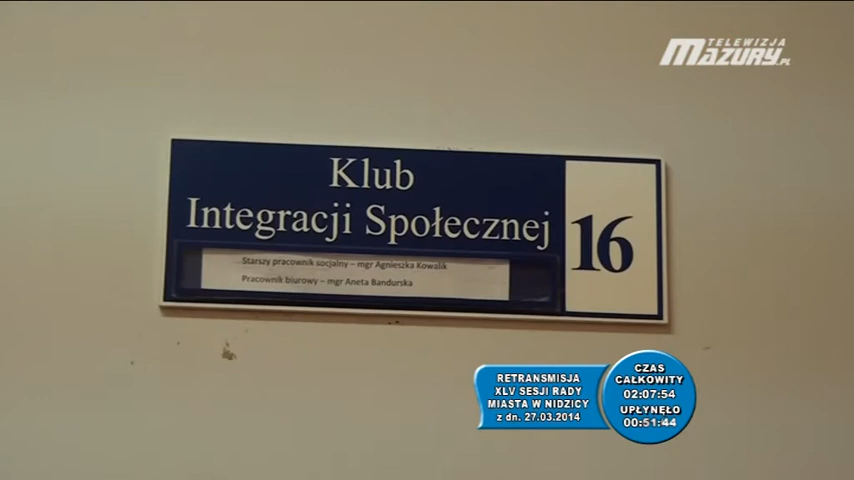 TELEWIZJA
MAZURY.PL
Klub
Integracji Społecznej
16
Starszy pracownik socjalny – mgr Agnieszka Kowalik
Pracownik biurowy – mgr Aneta Bandurska
RETRANSMISJA
XLV SESJI RADY
MIASTA W NIDZICY
z dn. 27.03.2014
CZAS
CAŁKOWITY
02:07:54
UPŁYNĘŁO
00:51:44